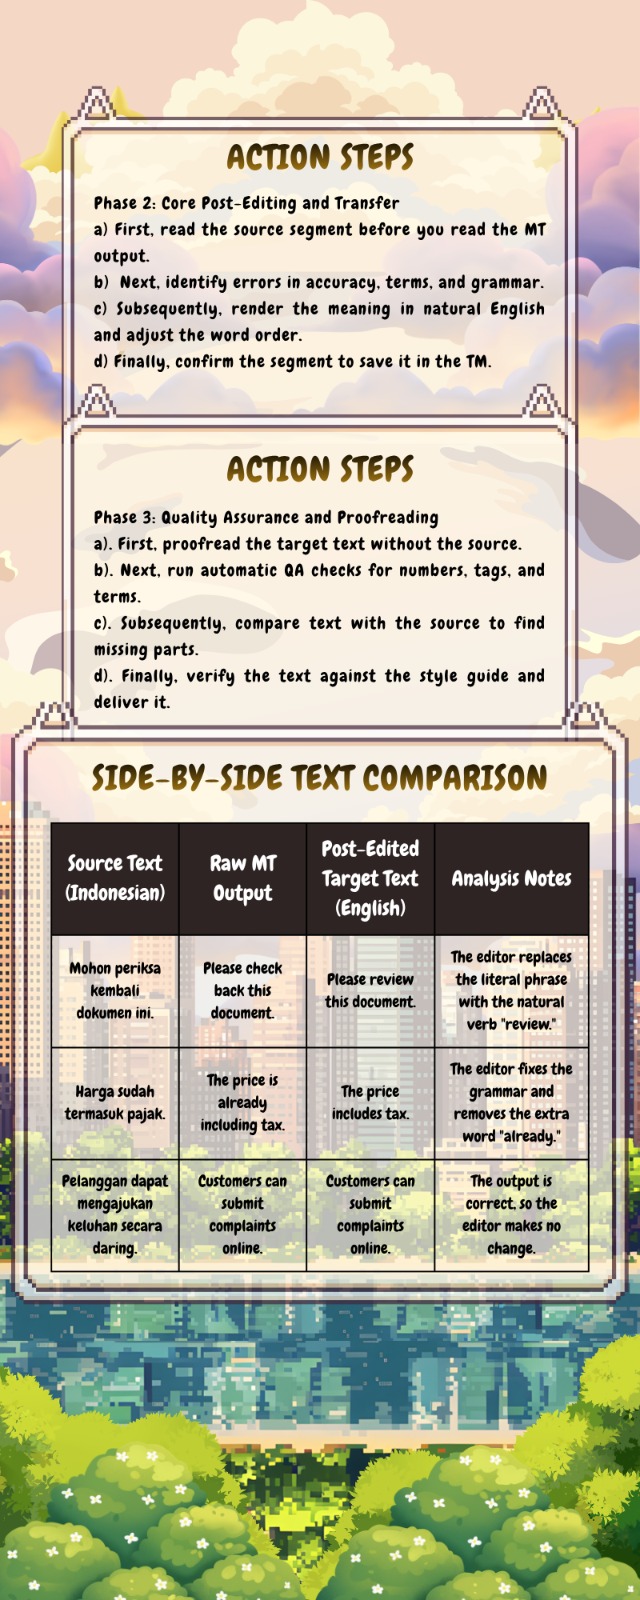 ACTION STEPS
Phase 2: Core Post-Editing and Transfer
a) First, read the source segment before you read the MT
output.
b) Next, identify errors in accuracy, terms, and grammar.
c) Subsequently, render the meaning in natural English
and adjust the word order.
d) Finally, confirm the segment to save it in the TM.
ACTION STEPS
Phase 3: Quality Assurance and Proofreading
a). First, proofread the target text without the source.
b). Next, run automatic QA checks for numbers, tags, and
terms.
c). Subsequently, compare text with the source to find
missing parts.
d). Finally, verify the text against the style guide and
deliver it.
SIDE-BY-SIDE TEXT COMPARISON
Source Text
(Indonesian)
Raw MT
Output
Post-Edited
Target Text
(English)
Analysis Notes
Mohon periksa
kembali
dokumen ini.
Please check
back this
document.
Please review
this document.
The editor replaces
the literal phrase
with the natural
verb "review."
Harga sudah
termasuk pajak.
The price is
already
including tax.
The price
includes tax.
The editor fixes the
grammar and
removes the extra
word "already."
Pelanggan dapat
mengajukan
keluhan secara
daring.
Customers can
submit
complaints
online.
Customers can
submit
complaints
online.
The output is
correct, so the
editor makes no
change.